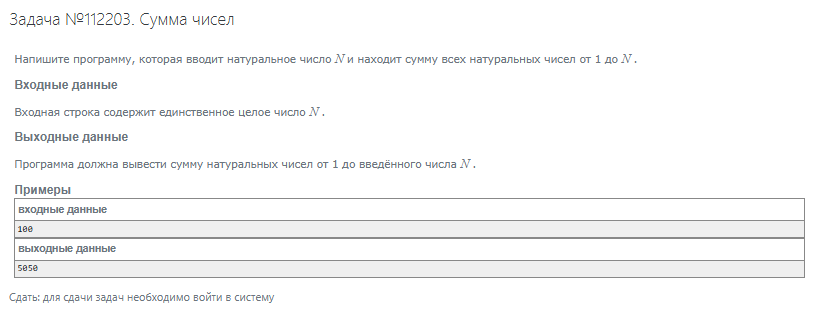 Задача №112203. Сумма чисел
Напишите программу, которая вводит натуральное число N и находит сумму всех натуральных чисел от 1 до N .
Входные данные
Входная строка содержит единственное целое число N .
Выходные данные
Программа должна вывести сумму натуральных чисел от 1 до введённого числа N .
Примеры
входные данные
100
выходные данные
5050
Сдать: для сдачи задач необходимо войти в систему